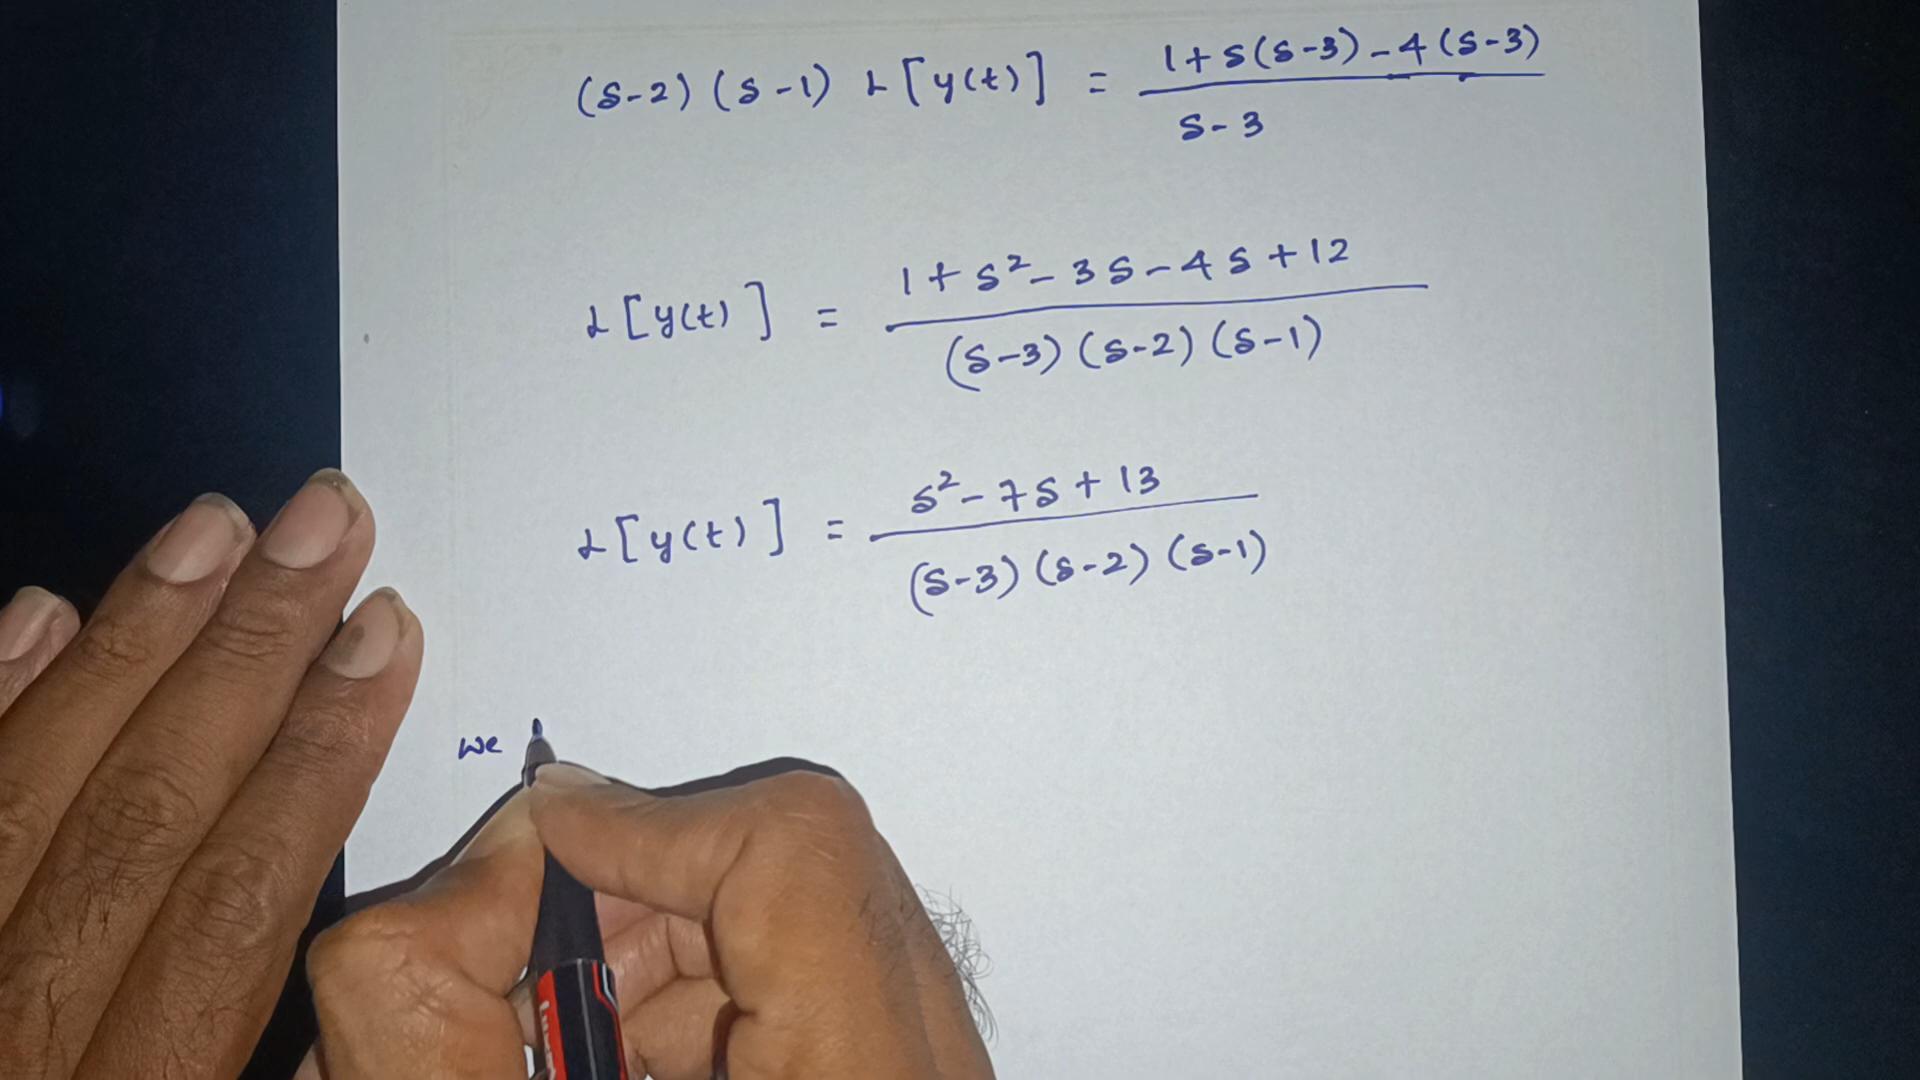 (s-2) (s-1) L[y(t)] = 1+s(s-3)-4(s-3)
s-3
L[y(t)] = 1+s²-3s-4s+12
(s-3) (s-2) (s-1)
L[y(t)] = s²-7s+13
(s-3) (s-2) (s-1)
we